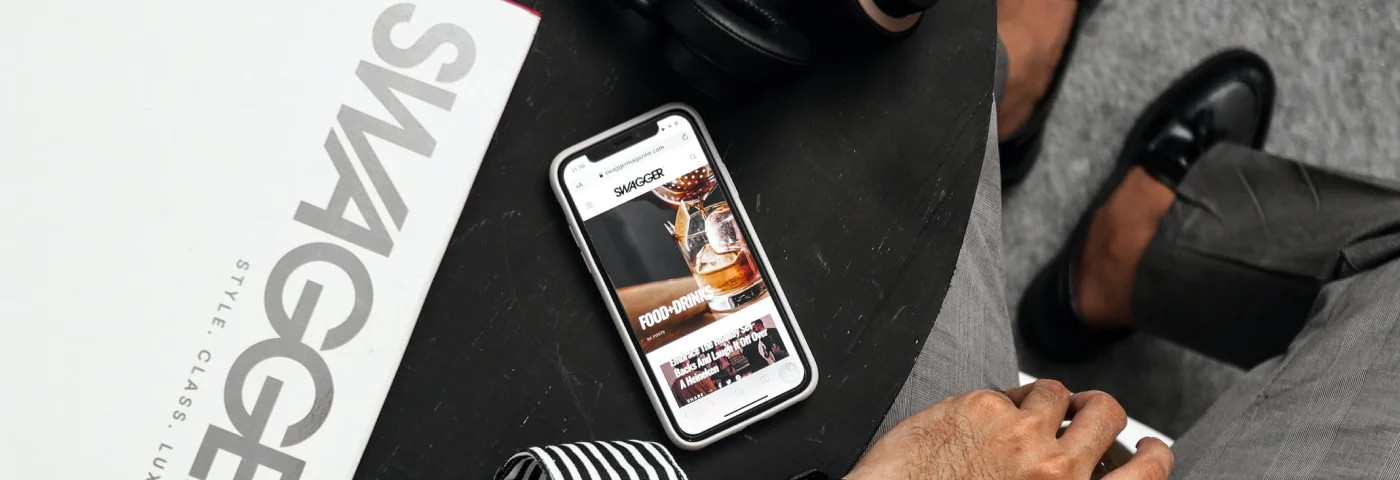 SWAGGE
STYLE. CLASS. LUX
swaggermagazine.com
SWAGGER
FOOD+DRINKS
Embrace The Holiday Set-
Backs And Laugh It Off Over
A Heineken
SHARE